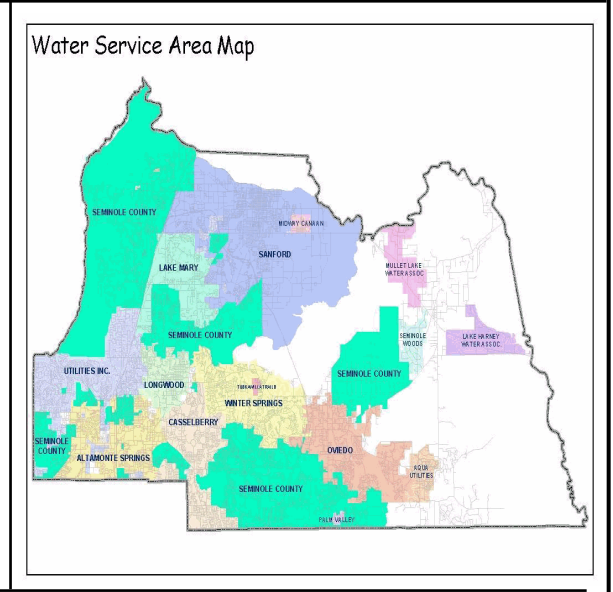 Water Service Area Map
SEMINOLE COUNTY
MIDWAY CANAAN
SANFORD
LAKE MARY
MULLET LAKE
WATER ASSOC
SEMINOLE COUNTY
SEMINOLE
WOODS
LAKE HARNEY
WATER ASSOC.
UTILITIES INC.
LONGWOOD
SEMINOLE COUNTY
WINTER SPRINGS
CASSELBERRY
SEMINOLE
COUNTY
ALTAMONTE SPRINGS
OVIEDO
AQUA
UTILITIES
SEMINOLE COUNTY
PALM VALLEY